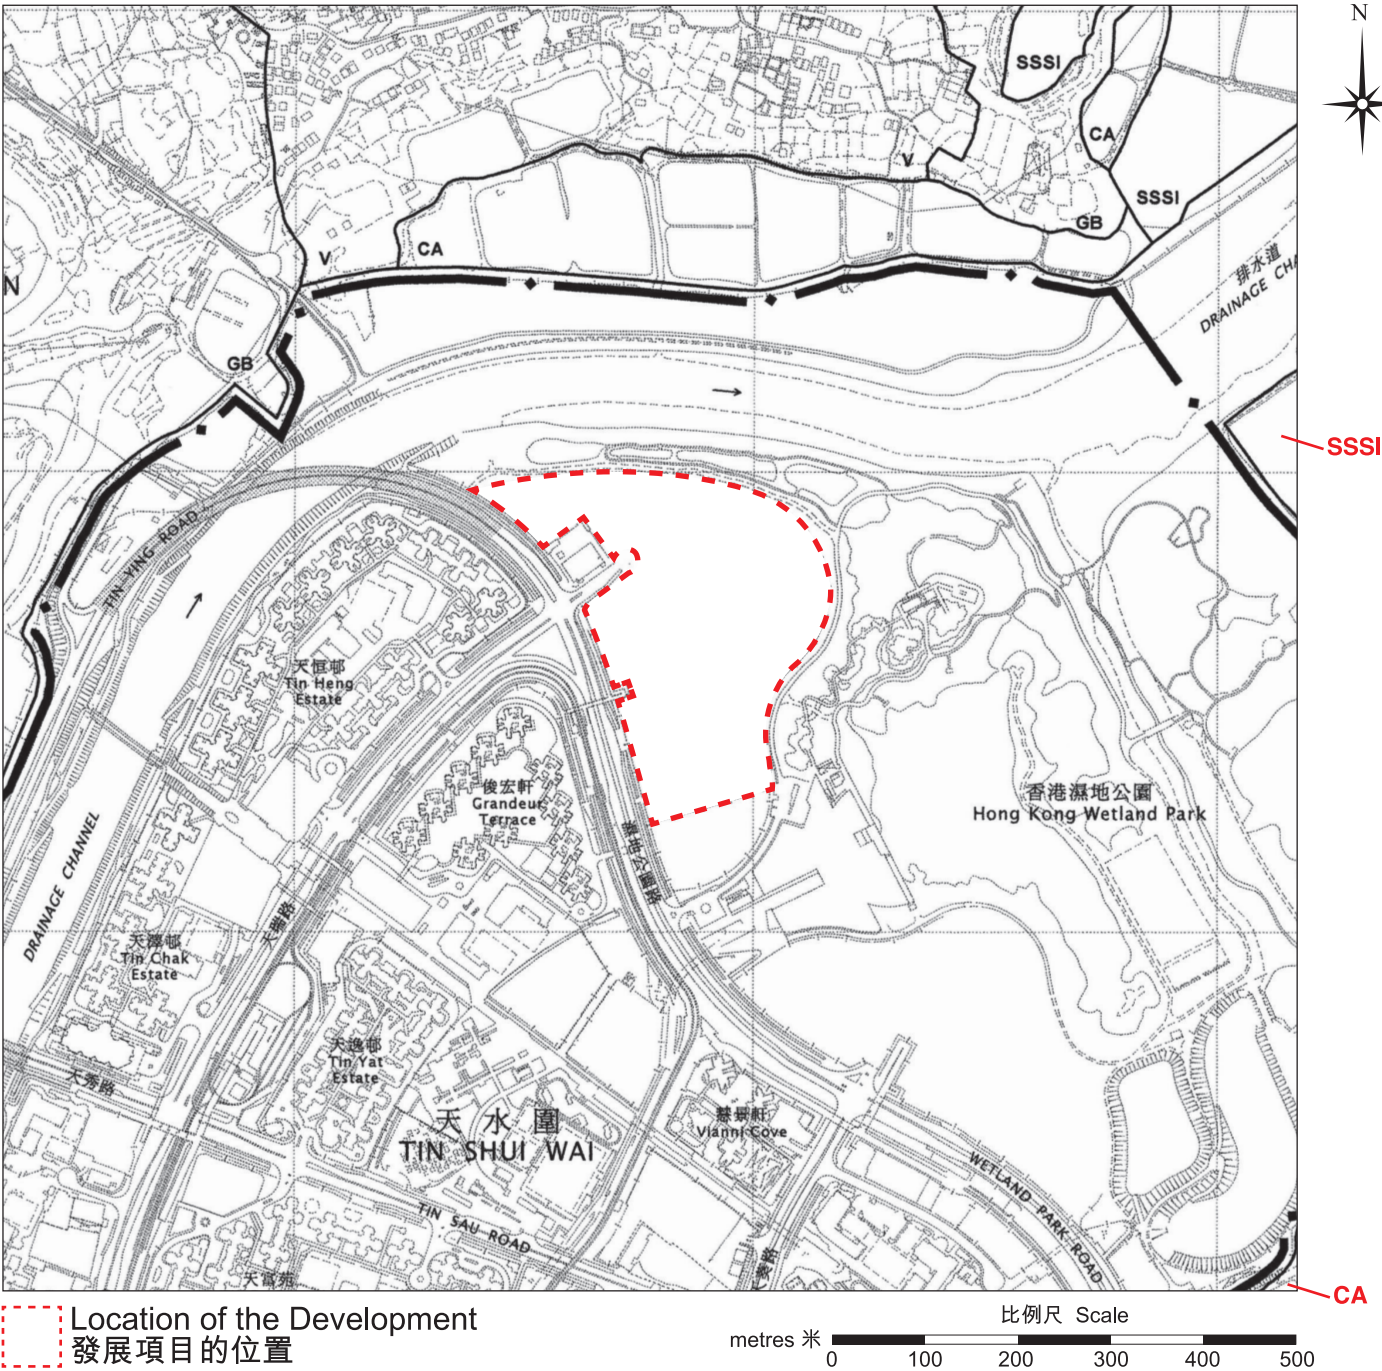 N
SSSI
CA
V
SSSI
GB
V
CA
排水道
DRAINAGE CHA
N
GB
SSSI
TIN YING ROAD
天恒邨
Tin Heng
Estate
俊宏軒
Grandeur
Terrace
香港濕地公園
Hong Kong Wetland Park
濕地公園路
DRAINAGE CHANNEL
天瑞路
天澤邨
Tin Chak
Estate
天逸邨
Tin Yat
Estate
天秀路
天水圍
TIN SHUI WAI
慧景軒
Vianni Cove
WETLAND PARK ROAD
TIN SAU ROAD
天富苑
天葵路
CA
Location of the Development
發展項目的位置
比例尺 Scale
metres 米
0 100 200 300 400 500